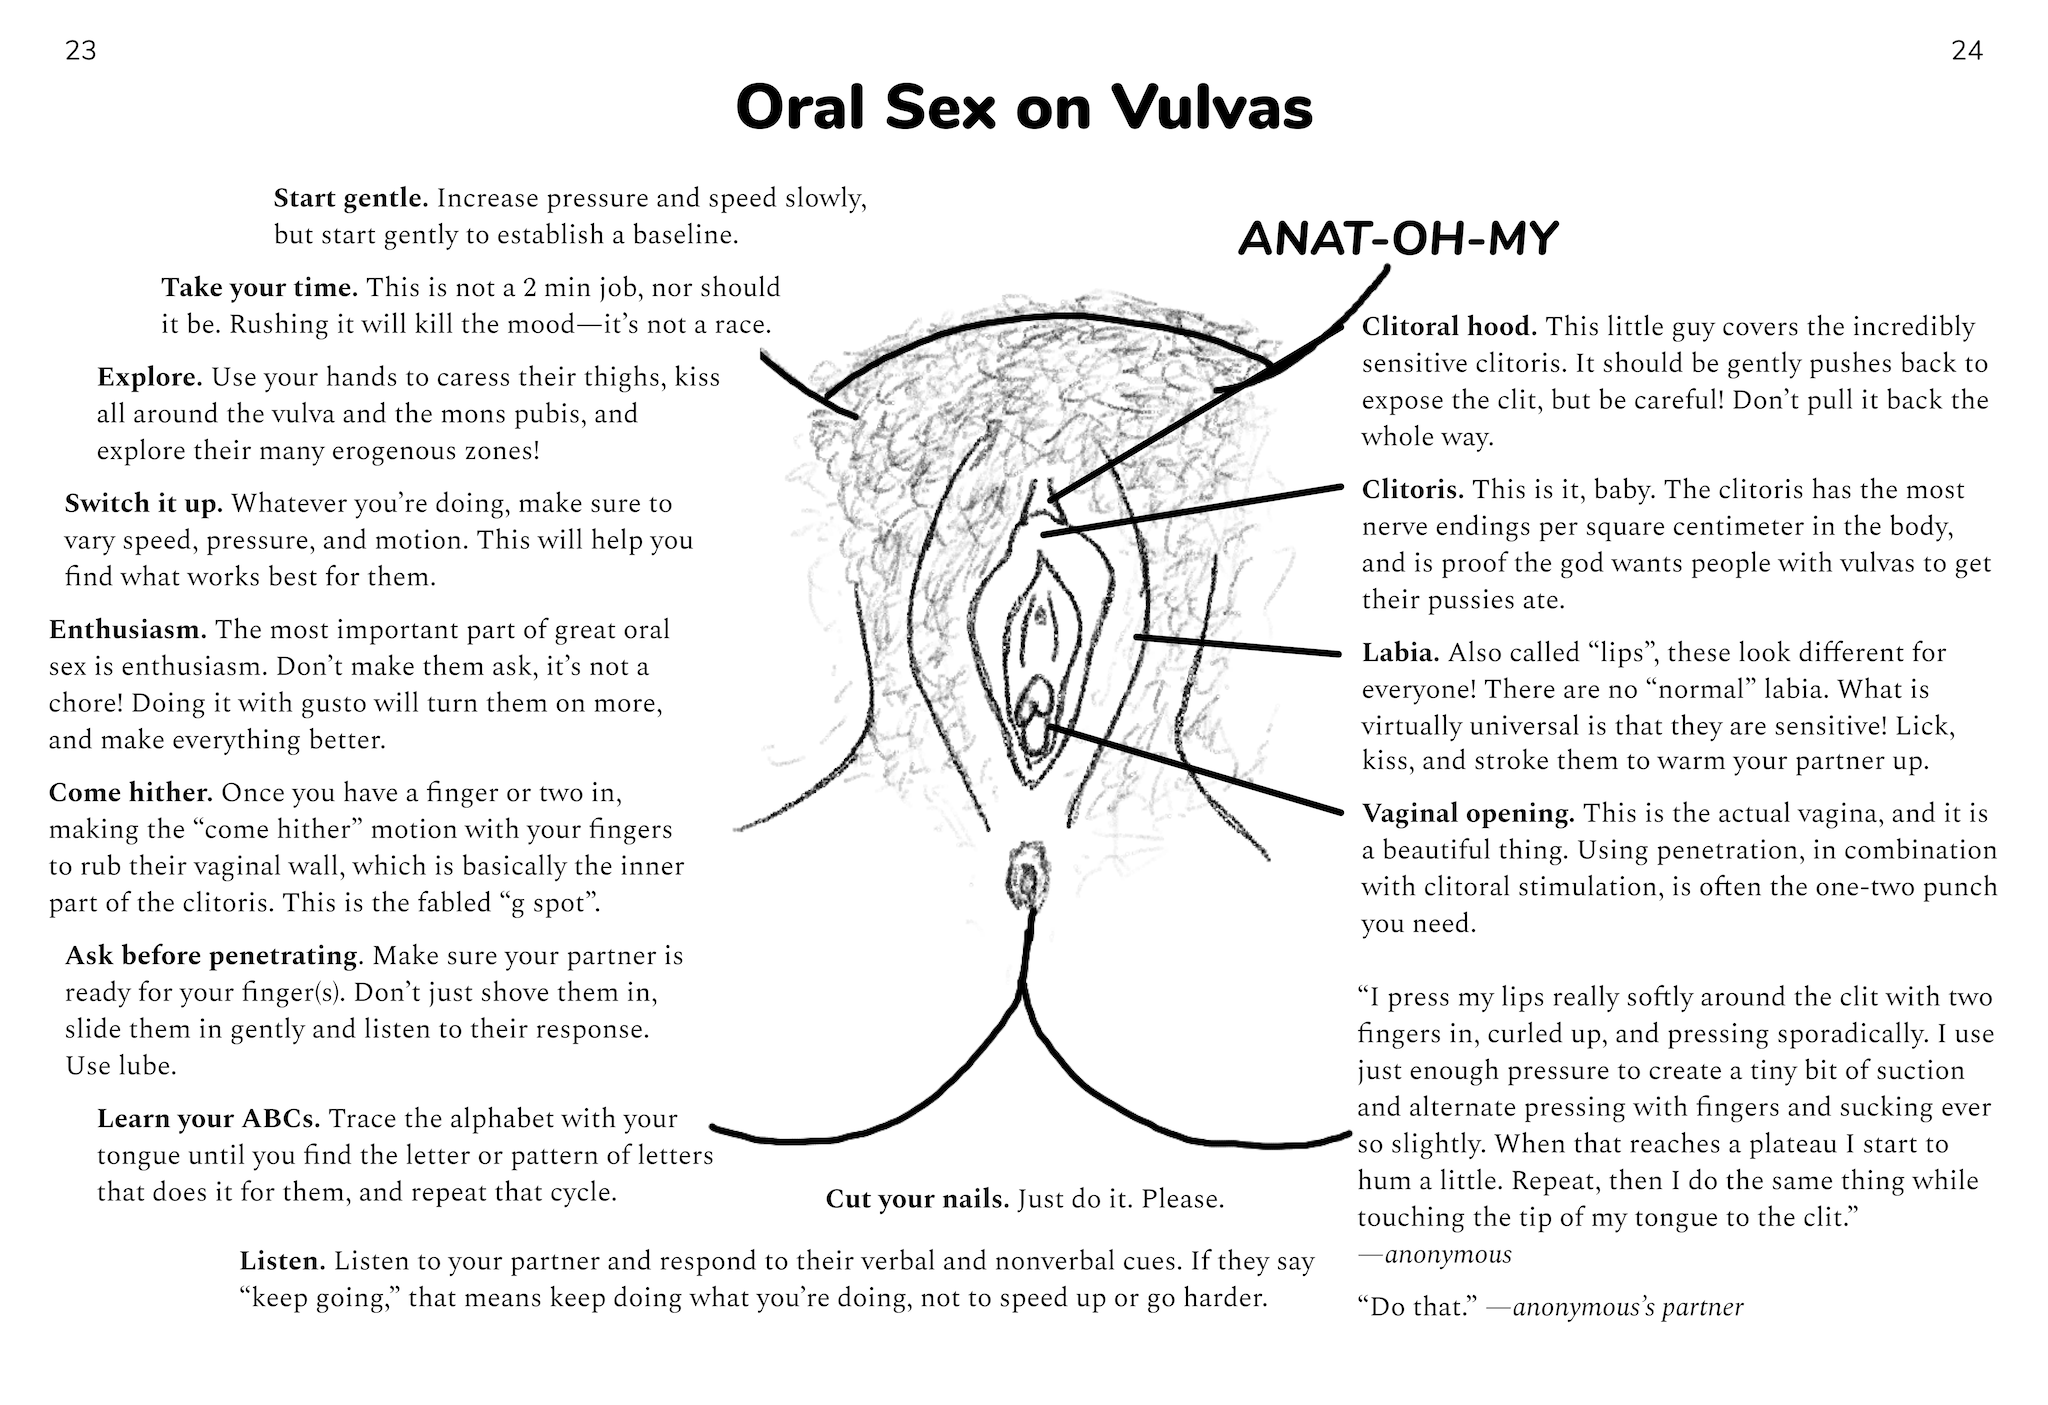 23
24
Oral Sex on Vulvas
Start gentle. Increase pressure and speed slowly,
but start gently to establish a baseline.
Take your time. This is not a 2 min job, nor should
it be. Rushing it will kill the mood—it’s not a race.
Explore. Use your hands to caress their thighs, kiss
all around the vulva and the mons pubis, and
explore their many erogenous zones!
Switch it up. Whatever you’re doing, make sure to
vary speed, pressure, and motion. This will help you
find what works best for them.
Enthusiasm. The most important part of great oral
sex is enthusiasm. Don’t make them ask, it’s not a
chore! Doing it with gusto will turn them on more,
and make everything better.
Come hither. Once you have a finger or two in,
making the “come hither” motion with your fingers
to rub their vaginal wall, which is basically the inner
part of the clitoris. This is the fabled “g spot”.
Ask before penetrating. Make sure your partner is
ready for your finger(s). Don’t just shove them in,
slide them in gently and listen to their response.
Use lube.
Learn your ABCs. Trace the alphabet with your
tongue until you find the letter or pattern of letters
that does it for them, and repeat that cycle.
Cut your nails. Just do it. Please.
Listen. Listen to your partner and respond to their verbal and nonverbal cues. If they say
“keep going,” that means keep doing what you’re doing, not to speed up or go harder.
ANAT-OH-MY
Clitoral hood. This little guy covers the incredibly
sensitive clitoris. It should be gently pushes back to
expose the clit, but be careful! Don’t pull it back the
whole way.
Clitoris. This is it, baby. The clitoris has the most
nerve endings per square centimeter in the body,
and is proof the god wants people with vulvas to get
their pussies ate.
Labia. Also called “lips”, these look different for
everyone! There are no “normal” labia. What is
virtually universal is that they are sensitive! Lick,
kiss, and stroke them to warm your partner up.
Vaginal opening. This is the actual vagina, and it is
a beautiful thing. Using penetration, in combination
with clitoral stimulation, is often the one-two punch
you need.
“I press my lips really softly around the clit with two
fingers in, curled up, and pressing sporadically. I use
just enough pressure to create a tiny bit of suction
and alternate pressing with fingers and sucking ever
so slightly. When that reaches a plateau I start to
hum a little. Repeat, then I do the same thing while
touching the tip of my tongue to the clit.”
—anonymous
“Do that.” —anonymous’s partner